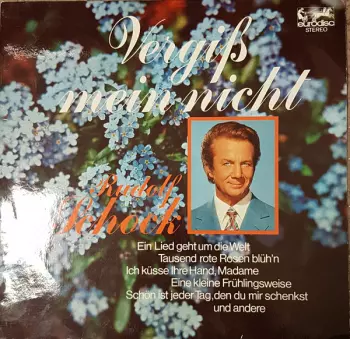 eurodisc
STEREO
Vergiß
mein nicht
Rudolf
Schock
Ein Lied geht um die Welt
Tausend rote Rosen blüh'n
Ich küsse Ihre Hand, Madame
Eine kleine Frühlingsweise
Schön ist jeder Tag, den du mir schenkst
und andere